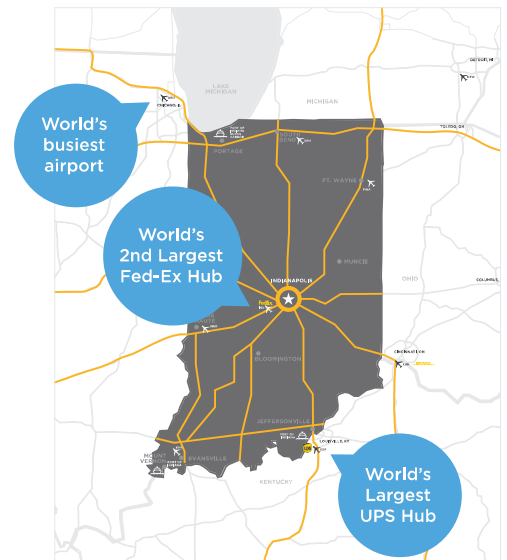 DETROIT, MI
LAKE
MICHIGAN
MICHIGAN
World's
busiest
airport
TOLEDO, OH
SOUTH
BEND
PORTAGE
FT. WAYNE
World's
2nd Largest
Fed-Ex Hub
MUNCIE
INDIANAPOLIS
OHIO
COLUMBUS,
FedEx
CINCINNATI, OH
BLOOMINGTON
JEFFERSONVILLE
LOUISVILLE, KY
MOUNT
VERNON
EVANSVILLE
KENTUCKY
World's
Largest
UPS Hub